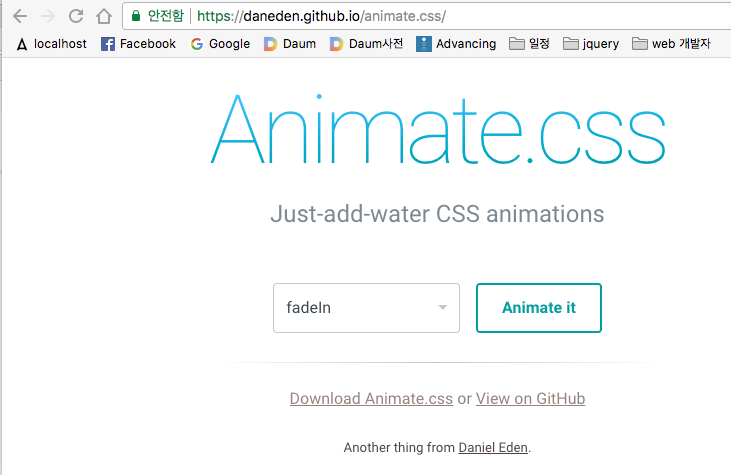 안전함 https://daneden.github.io/animate.css/
localhost Facebook Google Daum Daum사전 Advancing 일정 jquery web 개발자
Animate.css
Just-add-water CSS animations
fadeIn Animate it
Download Animate.css or View on GitHub
Another thing from Daniel Eden.